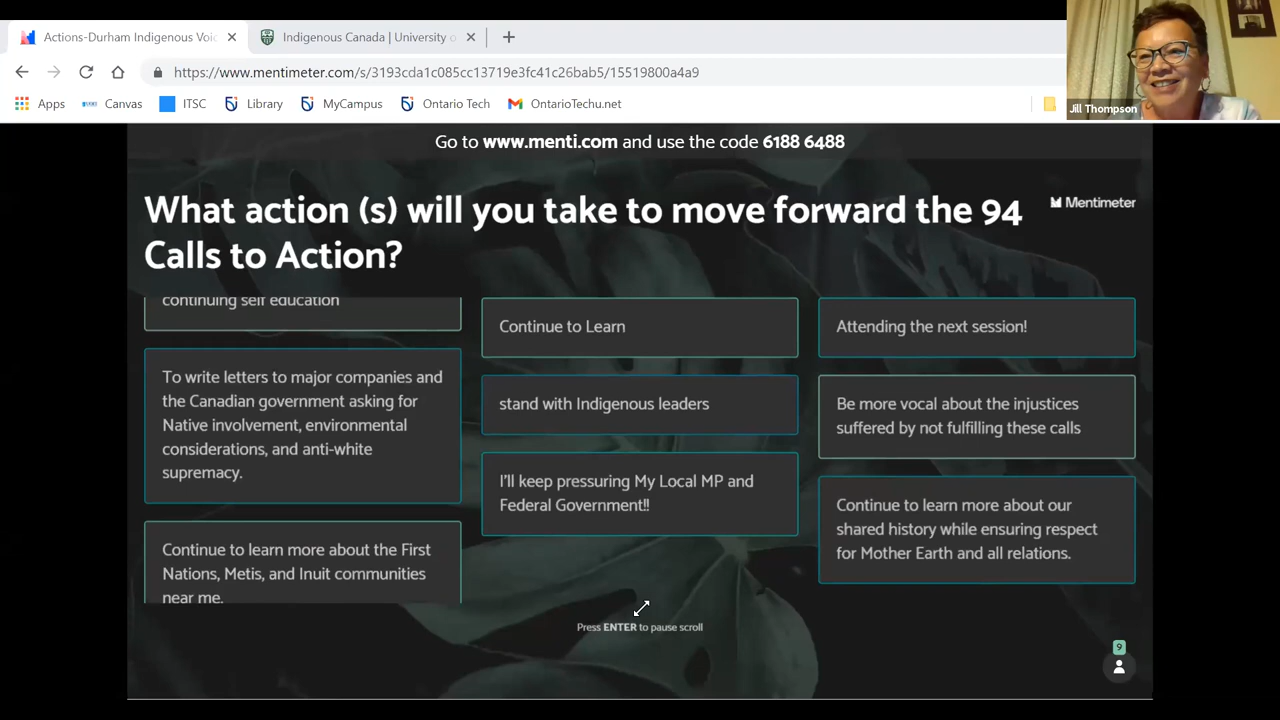 Actions-Durham Indigenous Voic
Indigenous Canada | University o
https://www.mentimeter.com/s/3193cda1c085cc13719e3fc41c26bab5/15519800a4a9
Jill Thompson
Apps
Canvas
ITSC
Library
MyCampus
Ontario Tech
OntarioTechu.net
Go to www.menti.com and use the code 6188 6488
What action (s) will you take to move forward the 94
Calls to Action?
Mentimeter
continuing self education
To write letters to major companies and
the Canadian government asking for
Native involvement, environmental
considerations, and anti-white
supremacy.
Continue to learn more about the First
Nations, Metis, and Inuit communities
near me.
Continue to Learn
stand with Indigenous leaders
I'll keep pressuring My Local MP and
Federal Government!!
Attending the next session!
Be more vocal about the injustices
suffered by not fulfilling these calls
Continue to learn more about our
shared history while ensuring respect
for Mother Earth and all relations.
Press ENTER to pause scroll
9